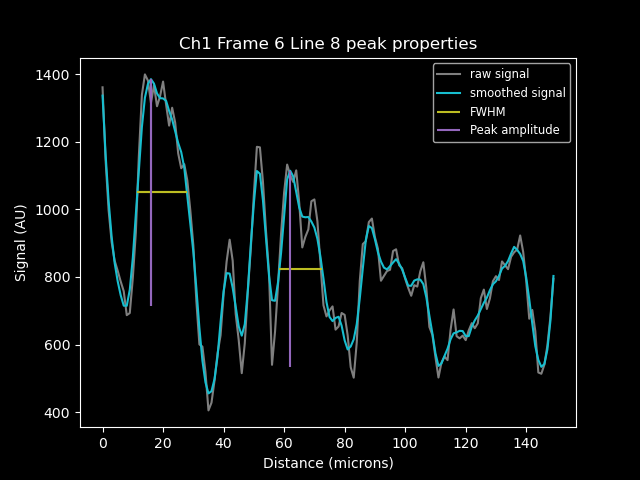 Ch1 Frame 6 Line 8 peak properties
raw signal
smoothed signal
FWHM
Peak amplitude
Signal (AU)
1400
1200
1000
800
600
400
0 20 40 60 80 100 120 140
Distance (microns)